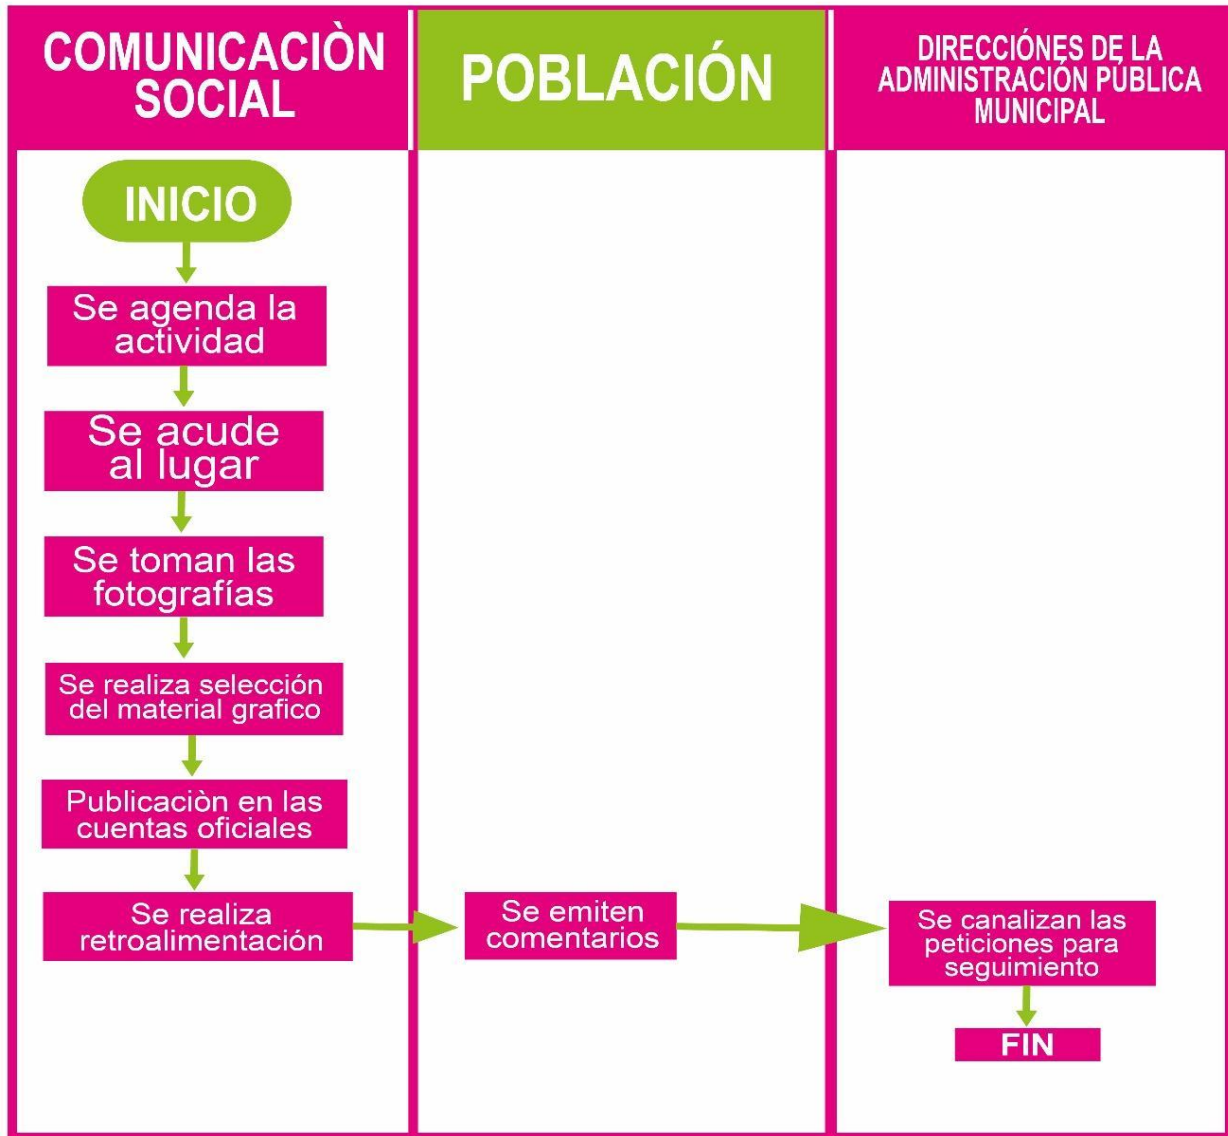 COMUNICACIÒN
SOCIAL
POBLACIÓN
DIRECCIÓNES DE LA
ADMINISTRACIÓN PÚBLICA
MUNICIPAL
INICIO
Se agenda la
actividad
Se acude
al lugar
Se toman las
fotografías
Se realiza selección
del material grafico
Publicaciòn en las
cuentas oficiales
Se realiza
retroalimentación
Se emiten
comentarios
Se canalizan las
peticiones para
seguimiento
FIN